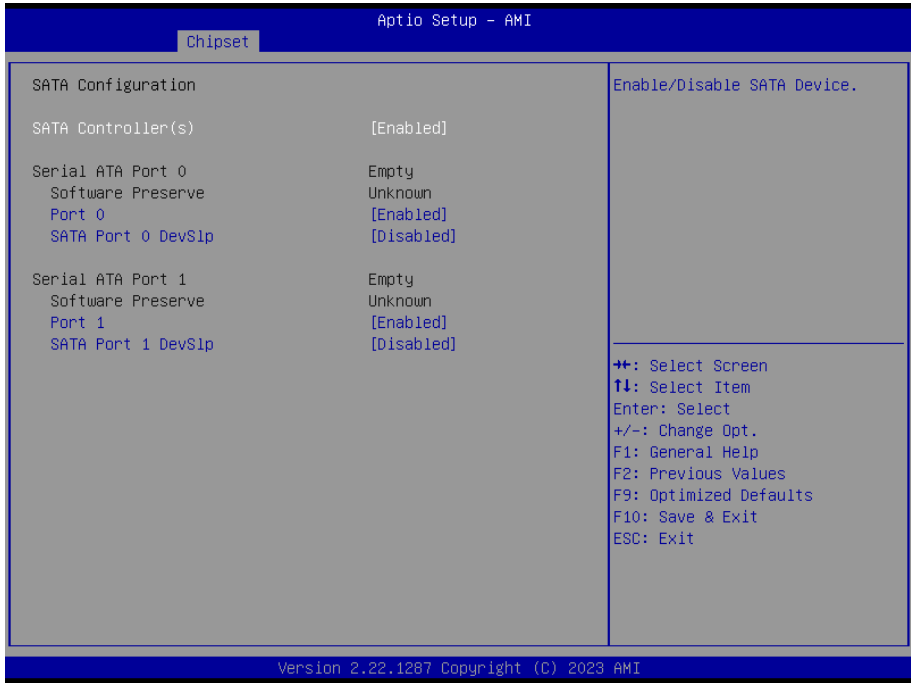 Aptio Setup – AMI
Chipset
SATA Configuration
SATA Controller(s) [Enabled]
Serial ATA Port 0 Empty
Software Preserve Unknown
Port 0 [Enabled]
SATA Port 0 DevSlp [Disabled]
Serial ATA Port 1 Empty
Software Preserve Unknown
Port 1 [Enabled]
SATA Port 1 DevSlp [Disabled]
Enable/Disable SATA Device.
→←: Select Screen
↑↓: Select Item
Enter: Select
+/-: Change Opt.
F1: General Help
F2: Previous Values
F9: Optimized Defaults
F10: Save & Exit
ESC: Exit
Version 2.22.1287 Copyright (C) 2023 AMI